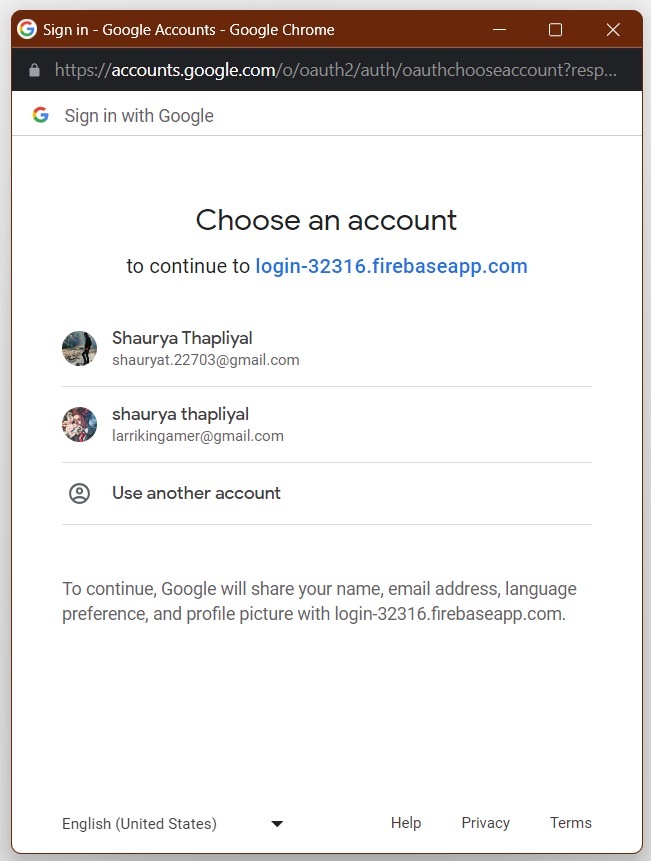 Sign in - Google Accounts - Google Chrome
https://accounts.google.com/o/oauth2/auth/oauthchooseaccount?resp...
Sign in with Google
Choose an account
to continue to login-32316.firebaseapp.com
Shaurya Thapliyal
shauryat.22703@gmail.com
shaurya thapliyal
larrikingamer@gmail.com
Use another account
To continue, Google will share your name, email address, language
preference, and profile picture with login-32316.firebaseapp.com.
English (United States) Help Privacy Terms